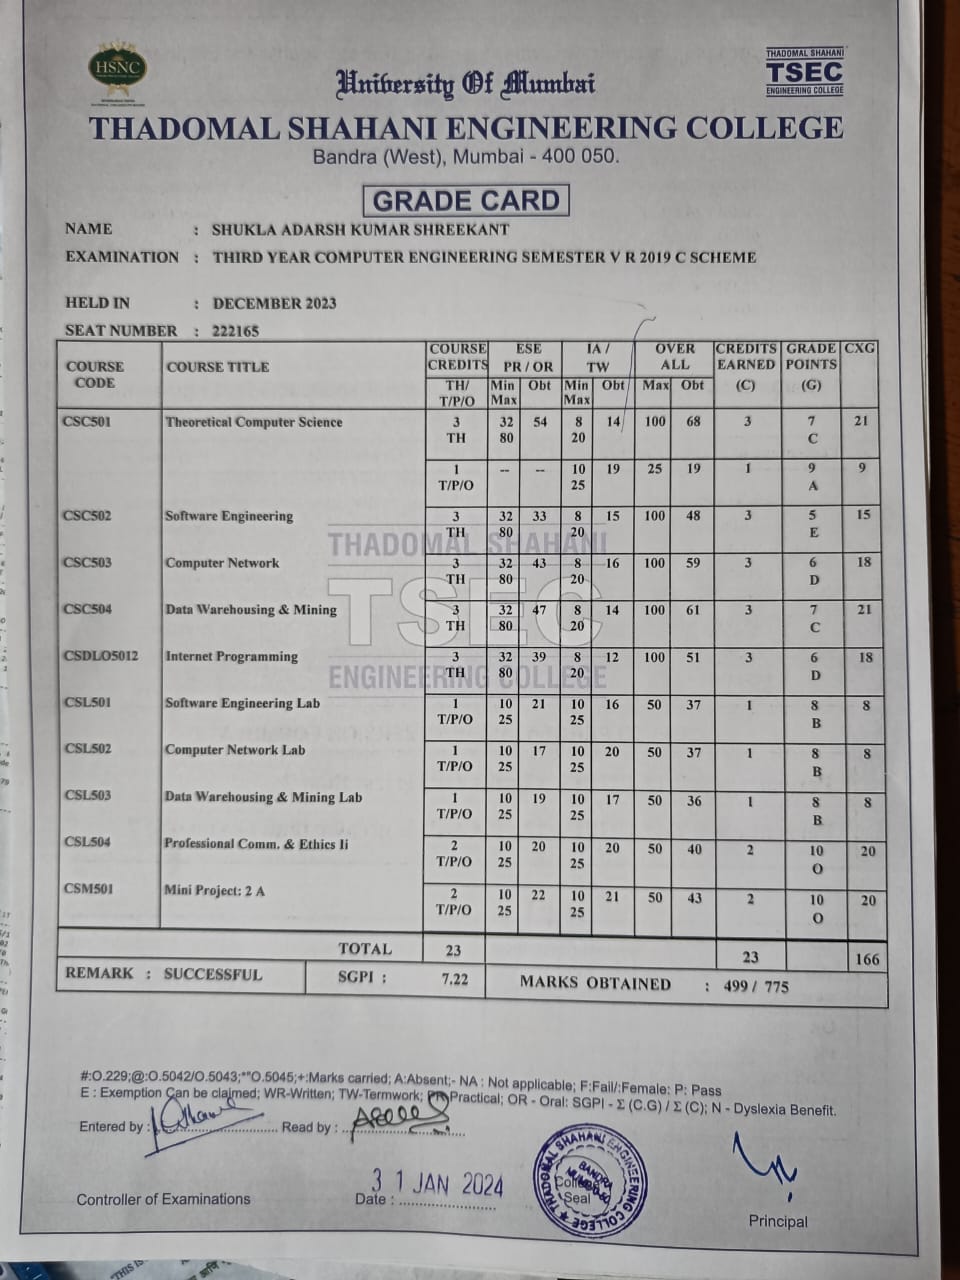 HSNC
THADOMAL SHAHANI
TSEC
ENGINEERING COLLEGE
University Of Mumbai
THADOMAL SHAHANI ENGINEERING COLLEGE
Bandra (West), Mumbai - 400 050.
GRADE CARD
NAME : SHUKLA ADARSH KUMAR SHREEKANT
EXAMINATION : THIRD YEAR COMPUTER ENGINEERING SEMESTER V R 2019 C SCHEME
HELD IN : DECEMBER 2023
SEAT NUMBER : 222165
COURSE CODE COURSE TITLE COURSE CREDITS ESE PR / OR IA / TW OVER ALL CREDITS EARNED GRADE POINTS CXG
TH/ T/P/O Min Max Obt Min Max Obt Max Obt (C) (G)
CSC501 Theoretical Computer Science 3 32 54 8 14 100 68 3 7 21
TH 80 20 C
1 -- -- 10 19 25 19 1 9 9
T/P/O 25 A
CSC502 Software Engineering 3 32 33 8 15 100 48 3 5 15
TH 80 20 E
THADOMAL SHAHANI
CSC503 Computer Network 3 32 43 8 16 100 59 3 6 18
TH 80 20 D
TSEC
CSC504 Data Warehousing & Mining 3 32 47 8 14 100 61 3 7 21
TH 80 20 C
CSDLO5012 Internet Programming 3 32 39 8 12 100 51 3 6 18
TH 80 20 D
ENGINEERING COLLEGE
CSL501 Software Engineering Lab 1 10 21 10 16 50 37 1 8 8
T/P/O 25 25 B
CSL502 Computer Network Lab 1 10 17 10 20 50 37 1 8 8
T/P/O 25 25 B
CSL503 Data Warehousing & Mining Lab 1 10 19 10 17 50 36 1 8 8
T/P/O 25 25 B
CSL504 Professional Comm. & Ethics Ii 2 10 20 10 20 50 40 2 10 20
T/P/O 25 25 O
CSM501 Mini Project: 2 A 2 10 22 10 21 50 43 2 10 20
T/P/O 25 25 O
TOTAL 23 23 166
REMARK : SUCCESSFUL SGPI : 7.22 MARKS OBTAINED : 499 / 775
#:O.229;@:O.5042/O.5043;*"O.5045;+:Marks carried; A:Absent;- NA : Not applicable; F:Fail/:Female: P: Pass
E : Exemption Can be claimed; WR-Written; TW-Termwork; PR Practical; OR - Oral: SGPI - Σ (C.G) / Σ (C); N - Dyslexia Benefit.
Entered by : Read by :
31 JAN 2024
Controller of Examinations Date :
THADOMAL SHAHANI ENGINEERING COLLEGE
BANDRA
College
Seal
Principal